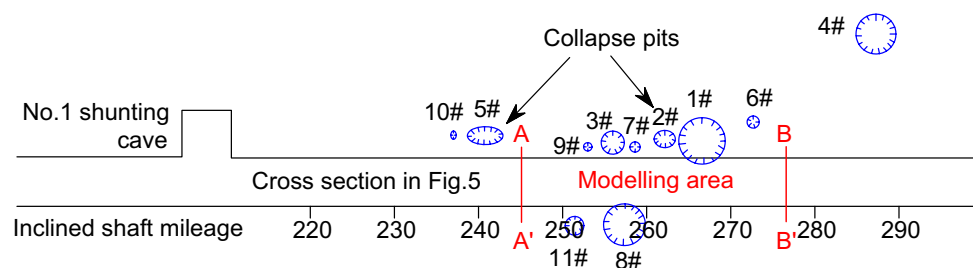 4#
Collapse pits
1#
6#
2#
10#
5#
3#
7#
No.1 shunting
cave
A
9#
B
Cross section in Fig.5
Modelling area
Inclined shaft mileage
220
230
240
A'
250
260
270
B'
280
290
11#
8#